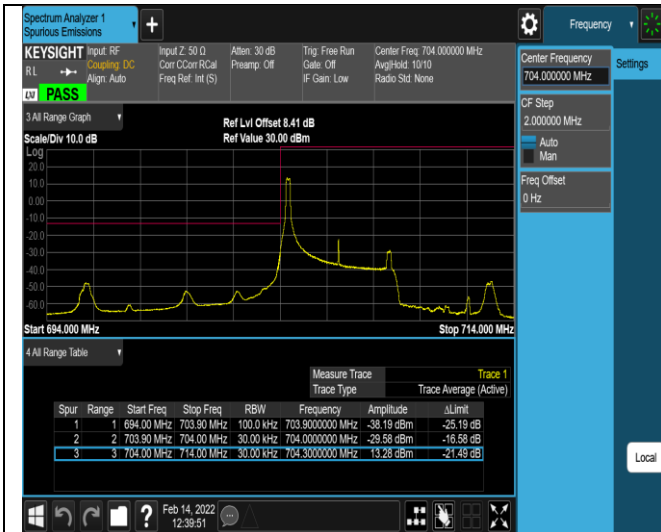 Spectrum Analyzer 1
Spurious Emissions
Frequency
KEYSIGHT Input: RF Input Z: 50 Ω Atten: 30 dB Trig: Free Run Center Freq: 704.000000 MHz
RL Coupling: DC Corr CCorr RCal Preamp: Off Gate: Off Avg|Hold: 10/10
Align: Auto Freq Ref: Int (S) IF Gain: Low Radio Std: None
PASS
Center Frequency
704.000000 MHz
Settings
CF Step
2.000000 MHz
Auto
Man
Freq Offset
0 Hz
3 All Range Graph
Ref Lvl Offset 8.41 dB
Scale/Div 10.0 dB Ref Value 30.00 dBm
Log
20.0
10.0
0.00
-10.0
-20.0
-30.0
-40.0
-50.0
-60.0
Start 694.000 MHz Stop 714.000 MHz
4 All Range Table
Measure Trace Trace 1
Trace Type Trace Average (Active)
Spur Range Start Freq Stop Freq RBW Frequency Amplitude ΔLimit
1 1 694.00 MHz 703.90 MHz 100.0 kHz 703.9000000 MHz -38.19 dBm -25.19 dB
2 2 703.90 MHz 704.00 MHz 30.00 kHz 704.0000000 MHz -29.58 dBm -16.58 dB
3 3 704.00 MHz 714.00 MHz 30.00 kHz 704.3000000 MHz 13.28 dBm -21.49 dB
Local
Feb 14, 2022
12:39:51